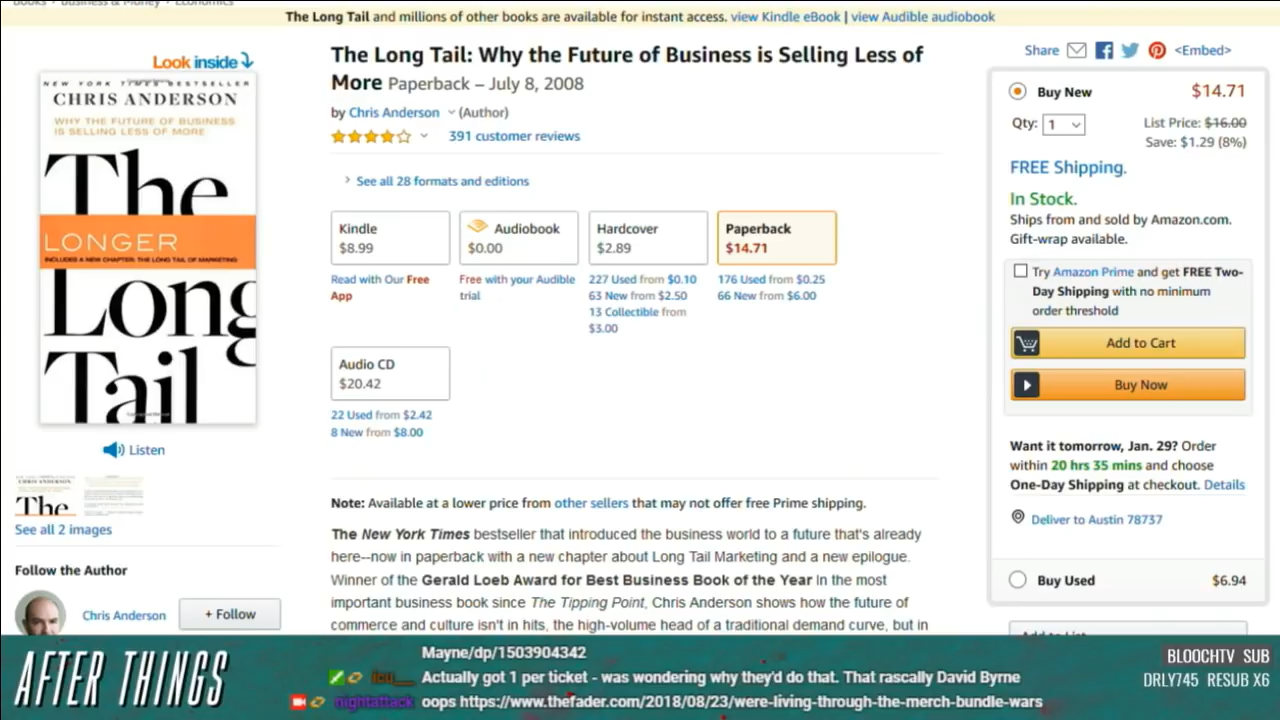 Books › Business & Money › Economics
The Long Tail and millions of other books are available for instant access. view Kindle eBook | view Audible audiobook
Look inside
NEW YORK TIMES BESTSELLER
CHRIS ANDERSON
WHY THE FUTURE OF BUSINESS
IS SELLING LESS OF MORE
The
LONGER
INCLUDES A NEW CHAPTER: THE LONG TAIL OF MARKETING
Long
Tail
Listen
CHRIS ANDERSON
The
See all 2 images
Follow the Author
Chris Anderson
+ Follow
The Long Tail: Why the Future of Business is Selling Less of
More Paperback – July 8, 2008
by Chris Anderson (Author)
391 customer reviews
See all 28 formats and editions
Kindle
$8.99
Read with Our Free
App
Audiobook
$0.00
Free with your Audible
trial
Hardcover
$2.89
227 Used from $0.10
63 New from $2.50
13 Collectible from
$3.00
Paperback
$14.71
176 Used from $0.25
66 New from $6.00
Audio CD
$20.42
22 Used from $2.42
8 New from $8.00
Note: Available at a lower price from other sellers that may not offer free Prime shipping.
The New York Times bestseller that introduced the business world to a future that's already
here--now in paperback with a new chapter about Long Tail Marketing and a new epilogue.
Winner of the Gerald Loeb Award for Best Business Book of the Year In the most
important business book since The Tipping Point, Chris Anderson shows how the future of
commerce and culture isn't in hits, the high-volume head of a traditional demand curve, but in
Share <Embed>
Buy New $14.71
Qty: 1
List Price: $16.00
Save: $1.29 (8%)
FREE Shipping.
In Stock.
Ships from and sold by Amazon.com.
Gift-wrap available.
Try Amazon Prime and get FREE Two-
Day Shipping with no minimum
order threshold
Add to Cart
Buy Now
Want it tomorrow, Jan. 29? Order
within 20 hrs 35 mins and choose
One-Day Shipping at checkout. Details
Deliver to Austin 78737
Buy Used $6.94
Add to List
AFTER THINGS
Mayne/dp/1503904342
Actually got 1 per ticket - was wondering why they'd do that. That rascally David Byrne
nightattack oops https://www.thefader.com/2018/08/23/were-living-through-the-merch-bundle-wars
BLOOCHTV SUB
DRLY745 RESUB X6